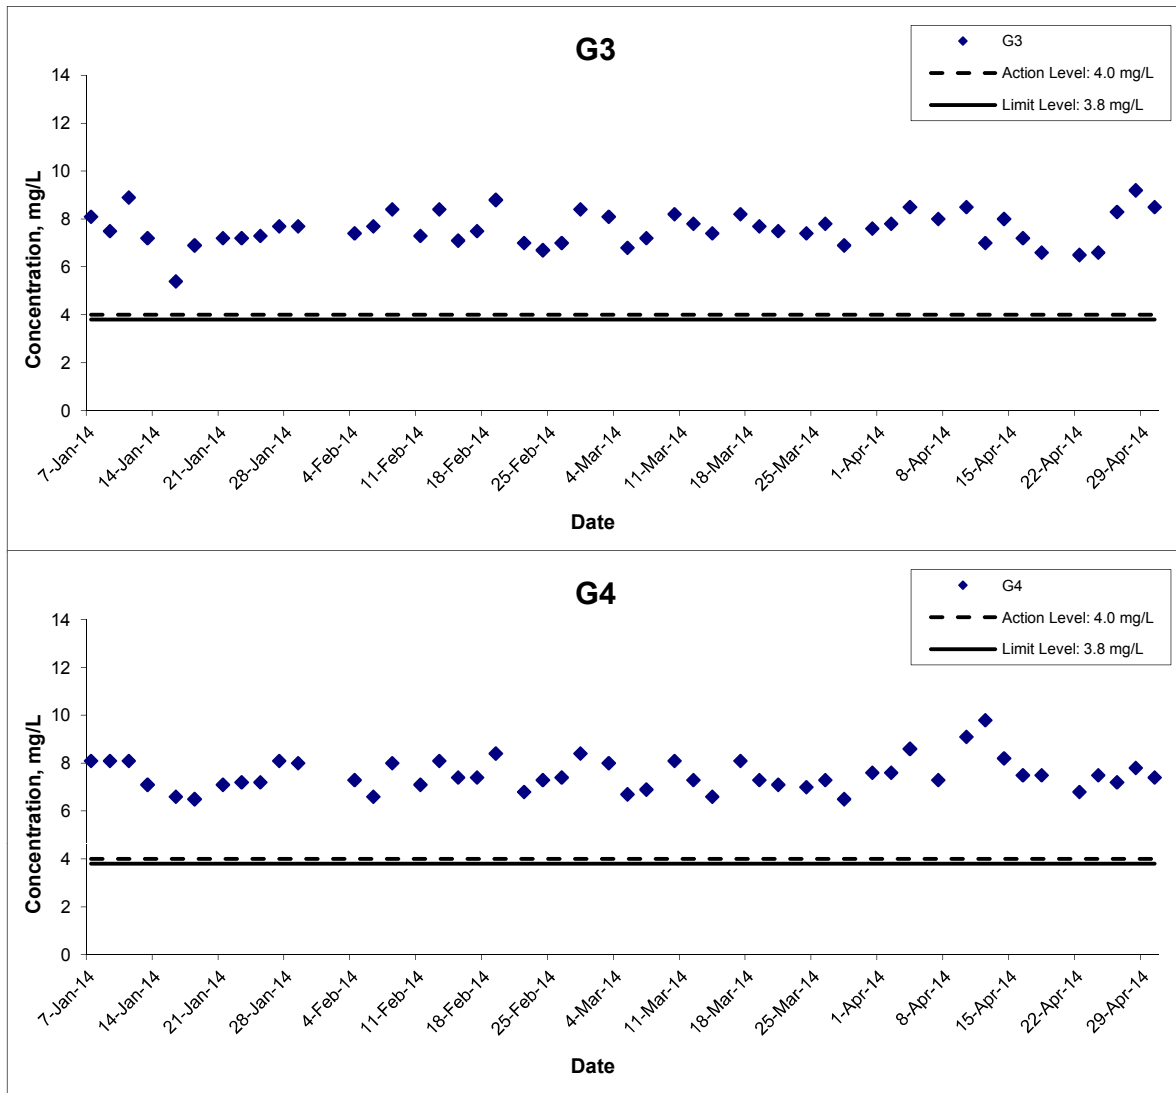 G3
G3
Action Level: 4.0 mg/L
Limit Level: 3.8 mg/L
Concentration, mg/L
14
12
10
8
6
4
2
0
7-Jan-14
14-Jan-14
21-Jan-14
28-Jan-14
4-Feb-14
11-Feb-14
18-Feb-14
25-Feb-14
4-Mar-14
11-Mar-14
18-Mar-14
25-Mar-14
1-Apr-14
8-Apr-14
15-Apr-14
22-Apr-14
29-Apr-14
Date
G4
G4
Action Level: 4.0 mg/L
Limit Level: 3.8 mg/L
Concentration, mg/L
14
12
10
8
6
4
2
0
7-Jan-14
14-Jan-14
21-Jan-14
28-Jan-14
4-Feb-14
11-Feb-14
18-Feb-14
25-Feb-14
4-Mar-14
11-Mar-14
18-Mar-14
25-Mar-14
1-Apr-14
8-Apr-14
15-Apr-14
22-Apr-14
29-Apr-14
Date